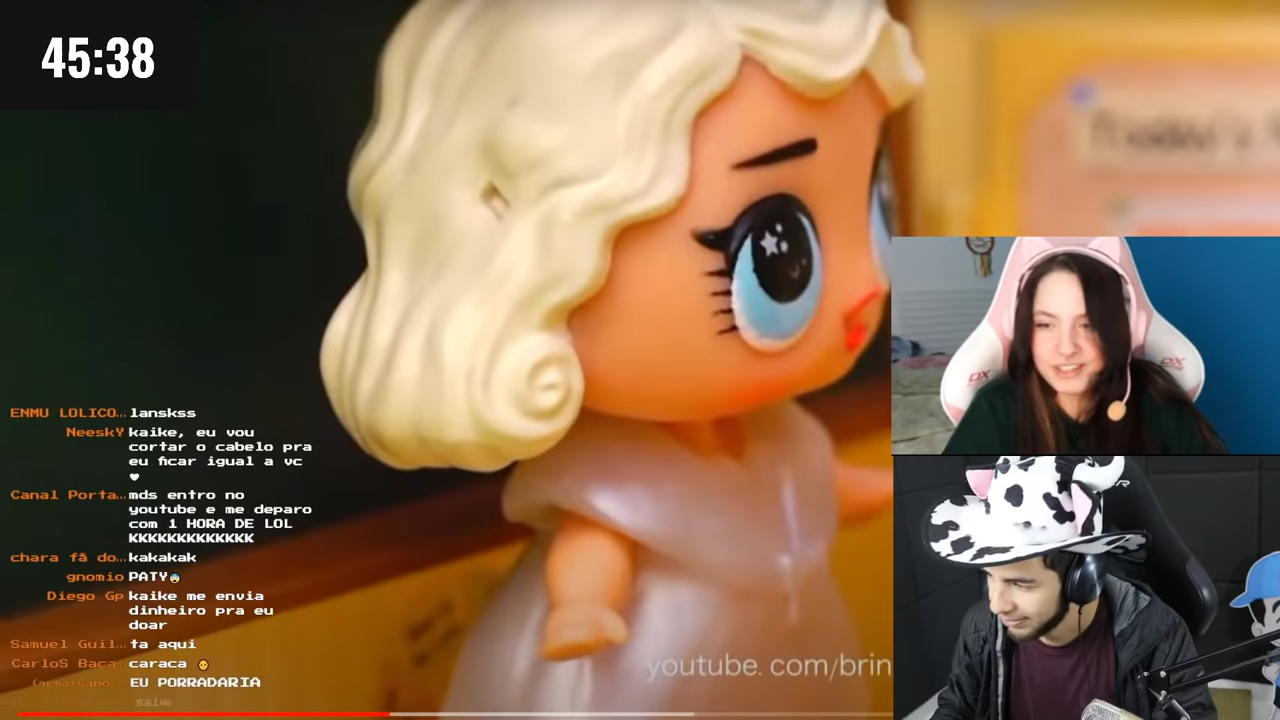 45:38
ENMU LOLICO... lanskss
NeeskY kaike, eu vou
cortar o cabelo pra
eu ficar igual a vc
♥
Canal Porta... mds entro no
youtube e me deparo
com 1 HORA DE LOL
KKKKKKKKKKKKK
chara fã do... kakakak
gnomio PATY😨
Diego Gp kaike me envia
dinheiro pra eu
doar
Samuel Guil... ta aqui
CarloS Baca caraca
EU PORRADARIA
salve
youtube. com/brin
DX
DX